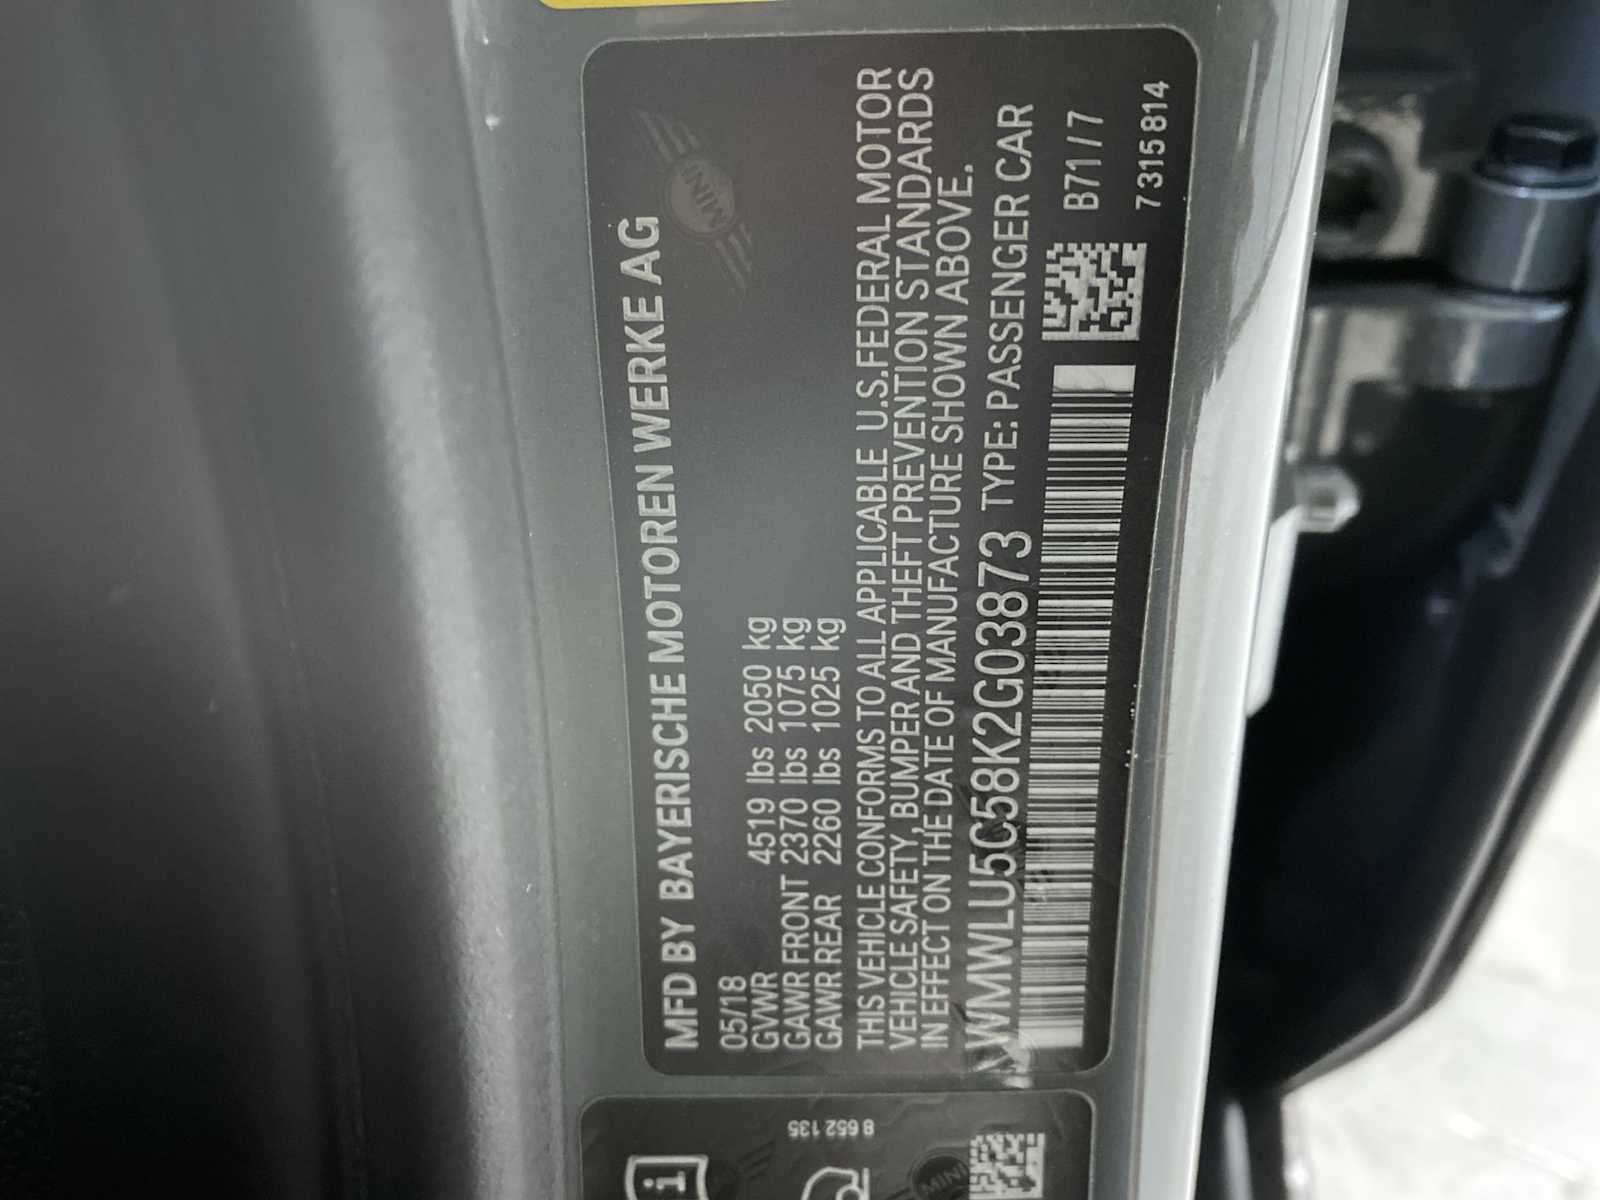 MINI
MFD BY BAYERISCHE MOTOREN WERKE AG
05/18
GVWR 4519 lbs 2050 kg
GAWR FRONT 2370 lbs 1075 kg
GAWR REAR 2260 lbs 1025 kg
THIS VEHICLE CONFORMS TO ALL APPLICABLE U.S.FEDERAL MOTOR
VEHICLE SAFETY, BUMPER AND THEFT PREVENTION STANDARDS
IN EFFECT ON THE DATE OF MANUFACTURE SHOWN ABOVE.
WMWLU5C58K2G03873 TYPE: PASSENGER CAR
B71/7
7315814
8 652 135
i
MINI